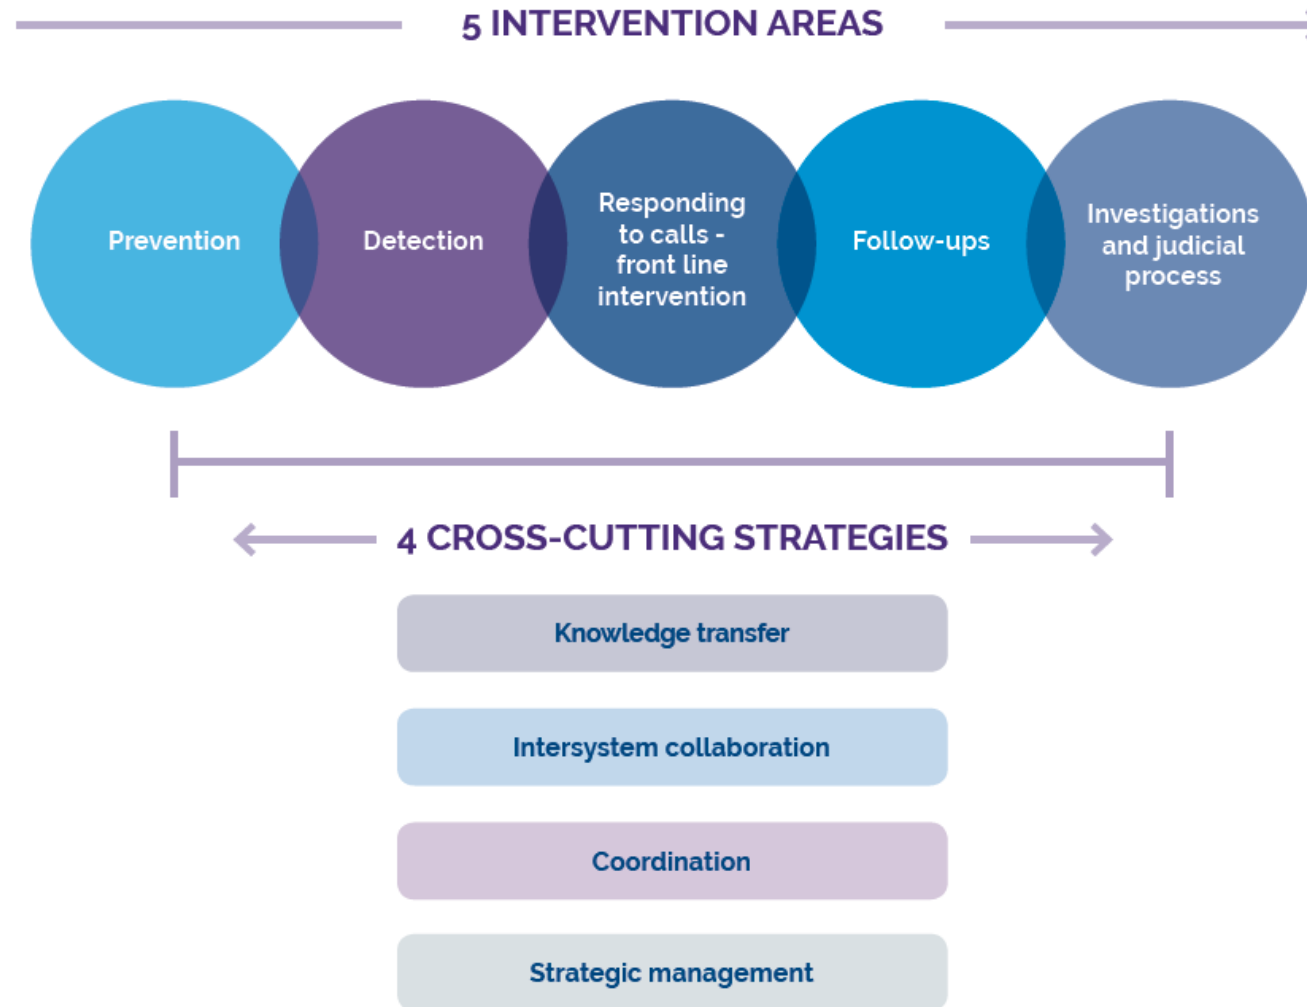 5 INTERVENTION AREAS
Prevention
Detection
Responding
to calls -
front line
intervention
Follow-ups
Investigations
and judicial
process
4 CROSS-CUTTING STRATEGIES
Knowledge transfer
Intersystem collaboration
Coordination
Strategic management